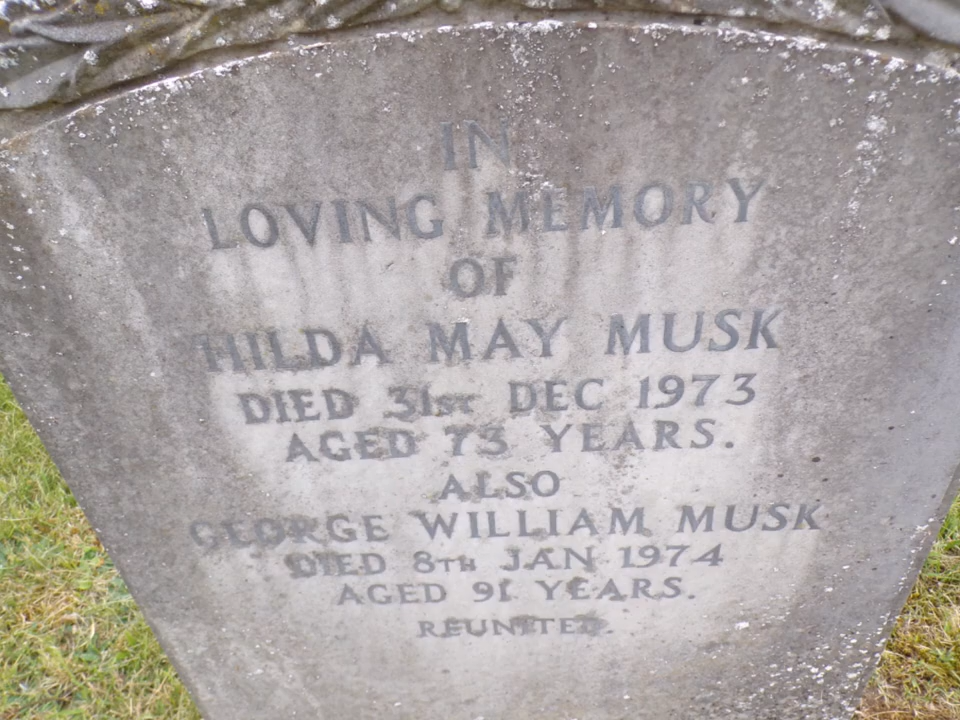 IN
LOVING MEMORY
OF
HILDA MAY MUSK
DIED 31ST DEC 1973
AGED 73 YEARS.
ALSO
GEORGE WILLIAM MUSK
DIED 8TH JAN 1974
AGED 91 YEARS.
REUNITED.